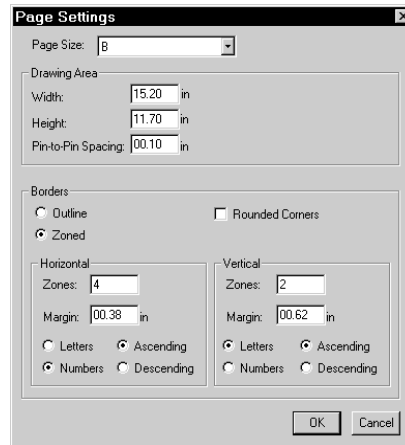 Page Settings
Page Size: B
Drawing Area
Width: 15.20 in
Height: 11.70 in
Pin-to-Pin Spacing: 00.10 in
Borders
Outline Rounded Corners
Zoned
Horizontal Vertical
Zones: 4 Zones: 2
Margin: 00.38 in Margin: 00.62 in
Letters Ascending Letters Ascending
Numbers Descending Numbers Descending
OK Cancel